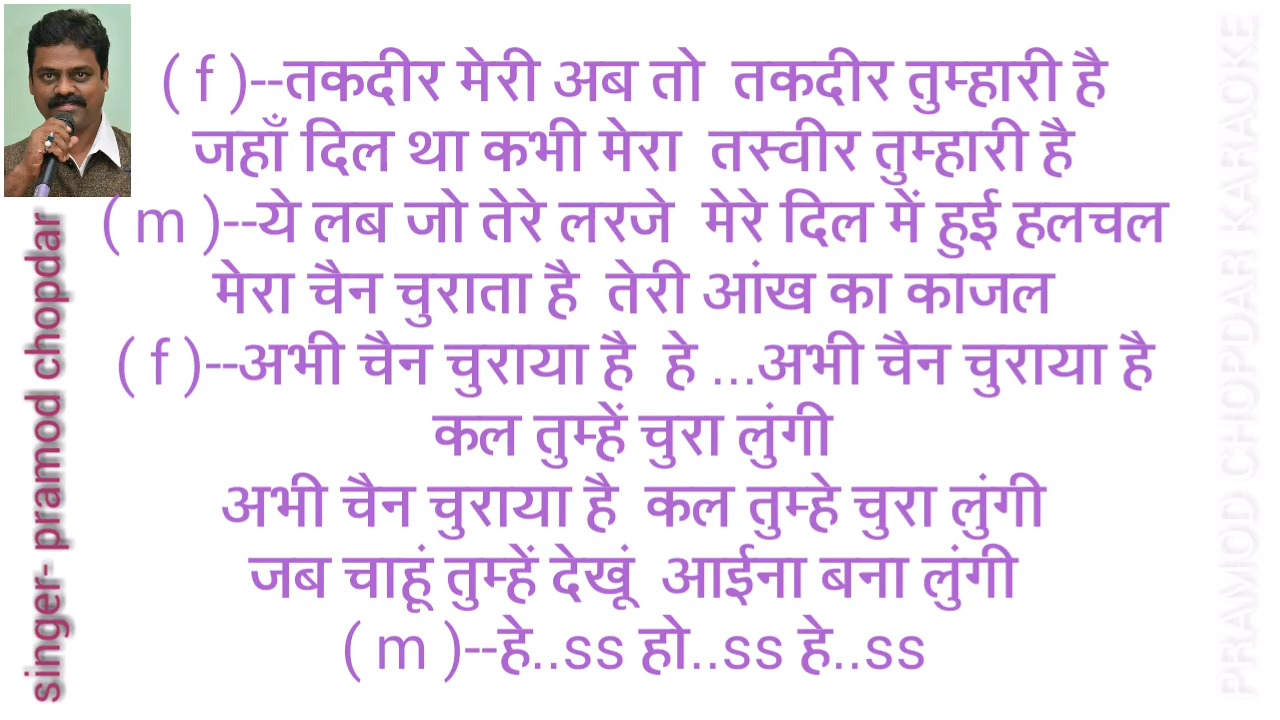 ( f )--तकदीर मेरी अब तो तकदीर तुम्हारी है
जहाँ दिल था कभी मेरा तस्वीर तुम्हारी है
( m )--ये लब जो तेरे लरजे मेरे दिल में हुई हलचल
मेरा चैन चुराता है तेरी आंख का काजल
( f )--अभी चैन चुराया है हे ...अभी चैन चुराया है
कल तुम्हें चुरा लुंगी
अभी चैन चुराया है कल तुम्हे चुरा लुंगी
जब चाहूं तुम्हें देखूं आईना बना लुंगी
( m )--हे..ss हो..ss हे..ss
singer- pramod chopdar
PRAMOD CHOPDAR KARAOKE